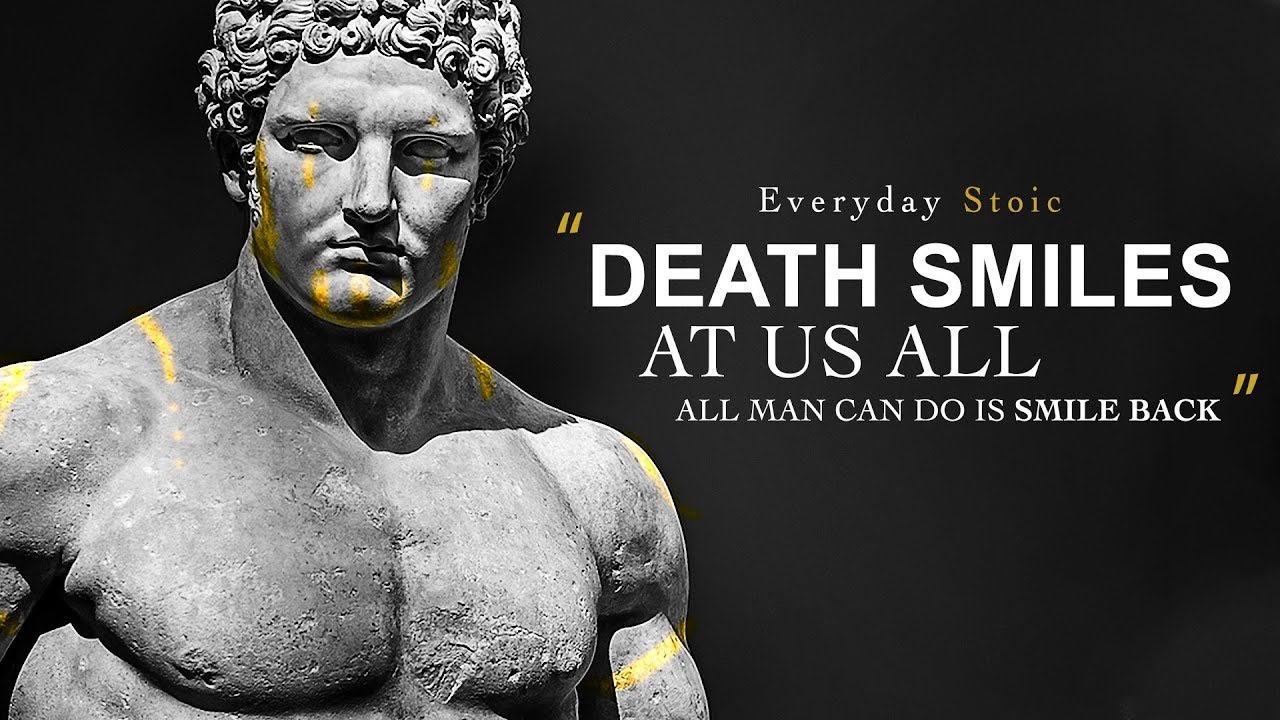 Everyday Stoic
“DEATH SMILES
AT US ALL
ALL MAN CAN DO IS SMILE BACK”